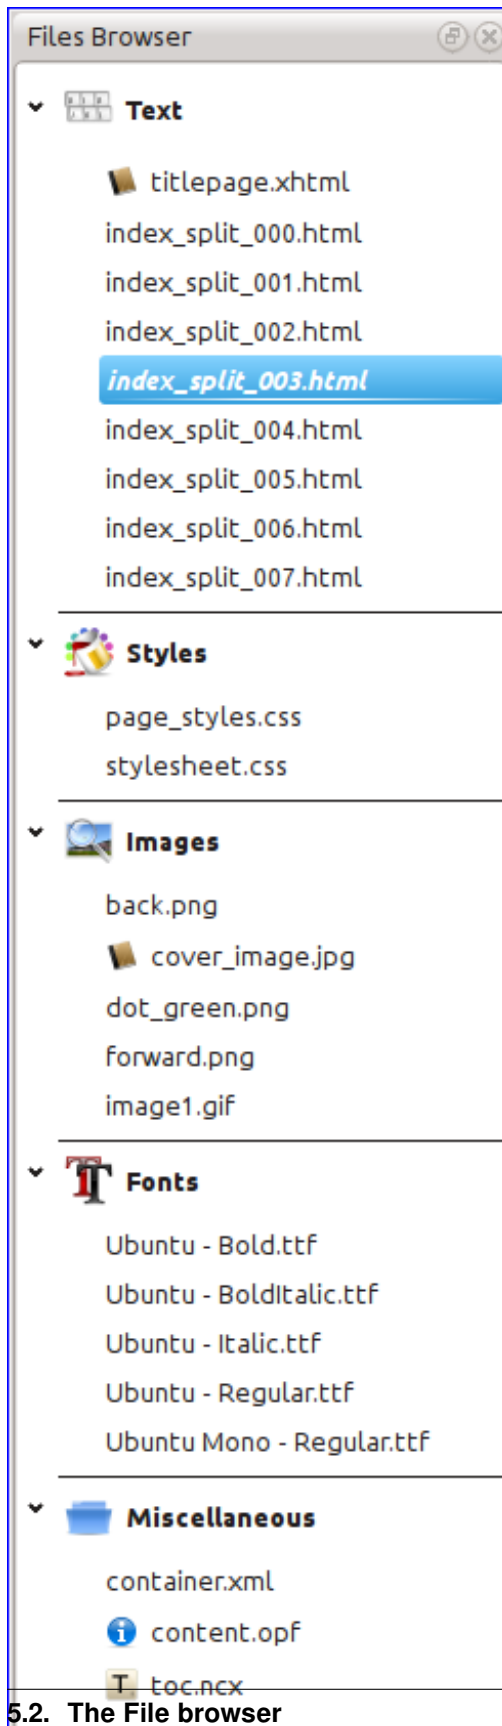 Files Browser
Text
titlepage.xhtml
index_split_000.html
index_split_001.html
index_split_002.html
index_split_003.html
index_split_004.html
index_split_005.html
index_split_006.html
index_split_007.html
Styles
page_styles.css
stylesheet.css
Images
back.png
cover_image.jpg
dot_green.png
forward.png
image1.gif
Fonts
Ubuntu - Bold.ttf
Ubuntu - BoldItalic.ttf
Ubuntu - Italic.ttf
Ubuntu - Regular.ttf
Ubuntu Mono - Regular.ttf
Miscellaneous
container.xml
content.opf
toc.ncx
5.2. The File browser